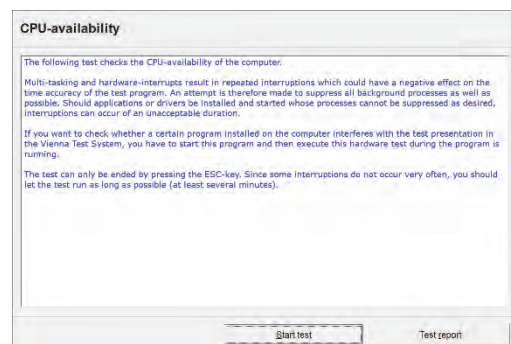 CPU-availability
The following test checks the CPU-availability of the computer.
Multi-tasking and hardware-interrupts result in repeated interruptions which could have a negative effect on the
time accuracy of the test program. An attempt is therefore made to suppress all background processes as well as
possible. Should applications or drivers be installed and started whose processes cannot be suppressed as desired,
interruptions can occur of an unacceptable duration.
If you want to check whether a certain program installed on the computer interferes with the test presentation in
the Vienna Test System, you have to start this program and then execute this hardware test during the program is
running.
The test can only be ended by pressing the ESC-key. Since some interruptions do not occur very often, you should
let the test run as long as possible (at least several minutes).
Start test
Test report